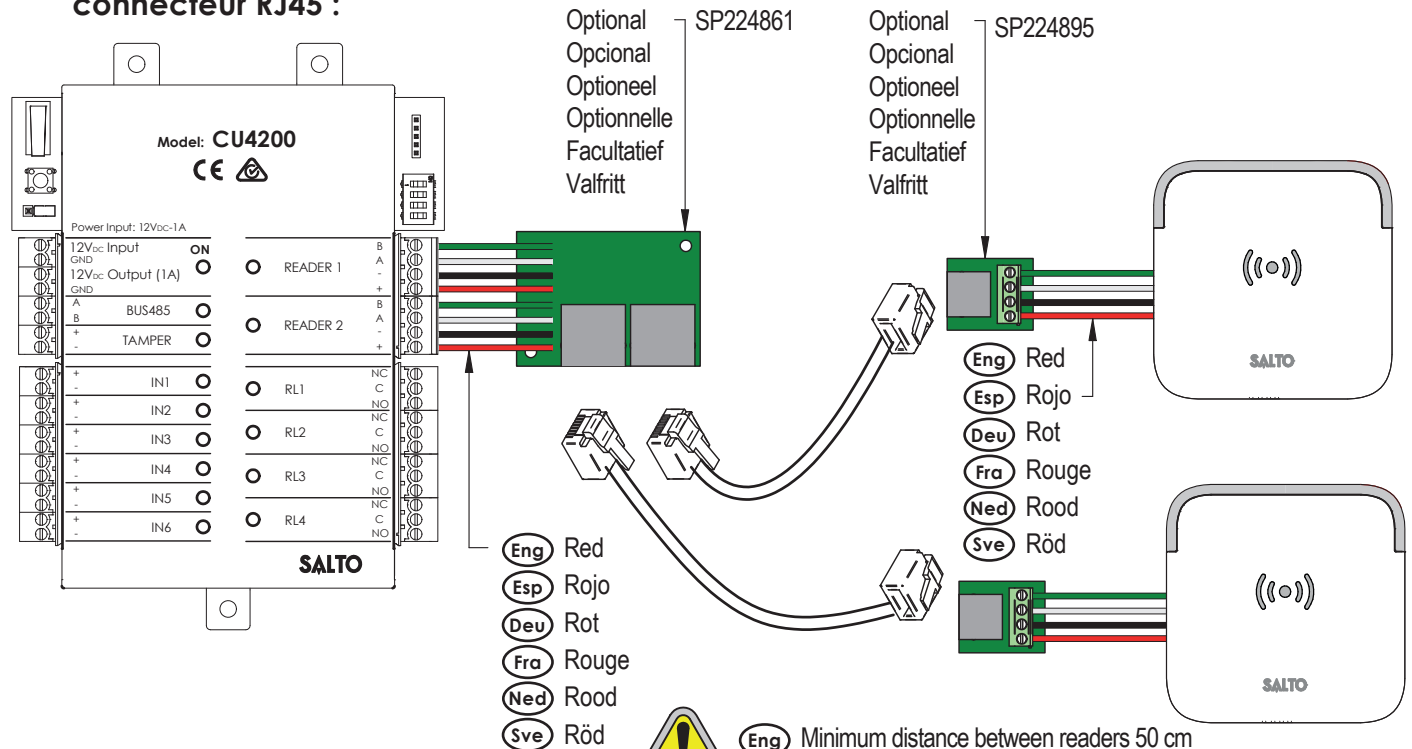 connecteur RJ45 :
Optional
Opcional
Optioneel
Optionnelle
Facultatief
Valfritt
SP224861
Optional
Opcional
Optioneel
Optionnelle
Facultatief
Valfritt
SP224895
Model: CU4200
CE
Power Input: 12VDC-1A
12VDC Input
GND
12VDC Output (1A)
GND
ON
A
B
BUS485
+
-
TAMPER
+
-
IN1
+
-
IN2
+
-
IN3
+
-
IN4
+
-
IN5
+
-
IN6
READER 1
B
A
-
+
READER 2
B
A
-
+
RL1
NC
C
NO
RL2
NC
C
NO
RL3
NC
C
NO
RL4
NC
C
NO
SALTO
SALTO
Eng Red
Esp Rojo
Deu Rot
Fra Rouge
Ned Rood
Sve Röd
Eng Red
Esp Rojo
Deu Rot
Fra Rouge
Ned Rood
Sve Röd
SALTO
Eng Minimum distance between readers 50 cm